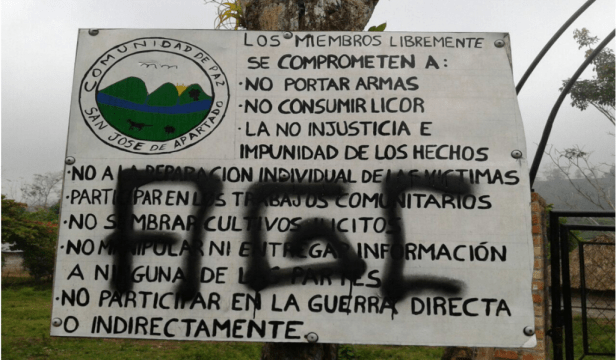 COMUNIDAD DE PAZ
SAN JOSE DE APARTADO
LOS MIEMBROS LIBREMENTE
SE COMPROMETEN A:
·NO PORTAR ARMAS
·NO CONSUMIR LICOR
·LA NO INJUSTICIA E
IMPUNIDAD DE LOS HECHOS
·NO A LA REPARACION INDIVIDUAL DE LAS VICTIMAS
·PARTICIPAR EN LOS TRABAJOS COMUNITARIOS
·NO SEMBRAR CULTIVOS ILICITOS
·NO MANIPULAR NI ENTREGAR INFORMACIÓN
A NINGUNA DE LAS PARTES
·NO PARTICIPAR EN LA GUERRA DIRECTA
O INDIRECTAMENTE.
AGC